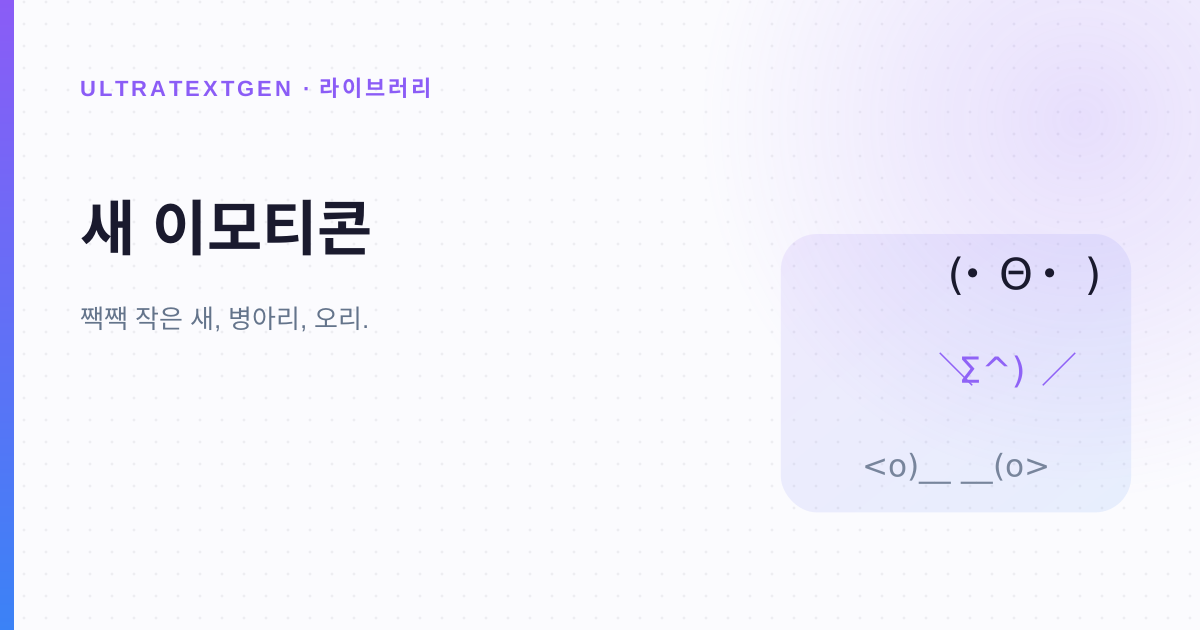 ULTRATEXTGEN · 라이브러리
새 이모티콘
짹짹 작은 새, 병아리, 오리.
(• Θ • )
＼Σ^) ／
<o)__ __(o>